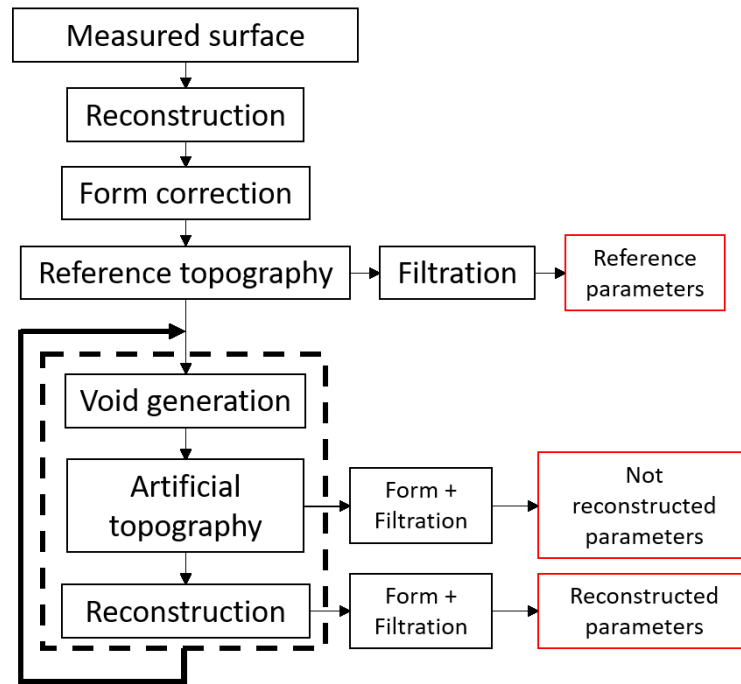 Measured surface
Reconstruction
Form correction
Reference topography
Filtration
Reference
parameters
Void generation
Artificial
topography
Form +
Filtration
Not
reconstructed
parameters
Reconstruction
Form +
Filtration
Reconstructed
parameters